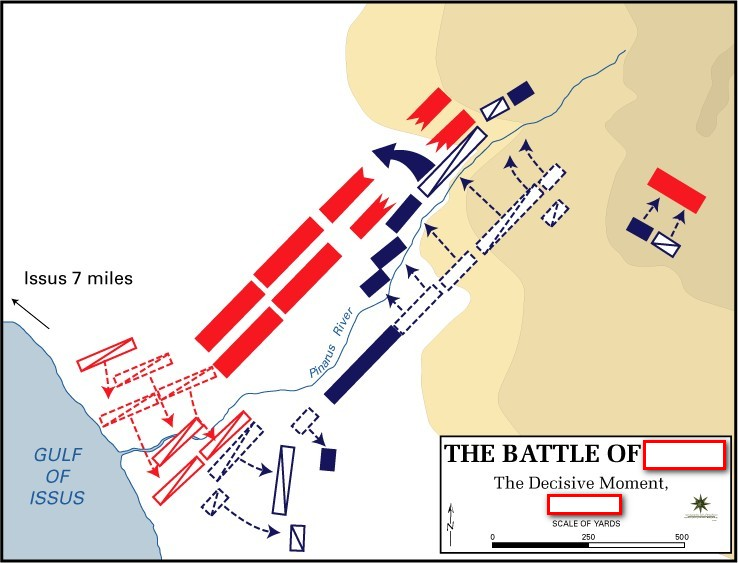 Issus 7 miles
Pinarus River
GULF
OF
ISSUS
THE BATTLE OF
The Decisive Moment,
N
SCALE OF YARDS
0 250 500